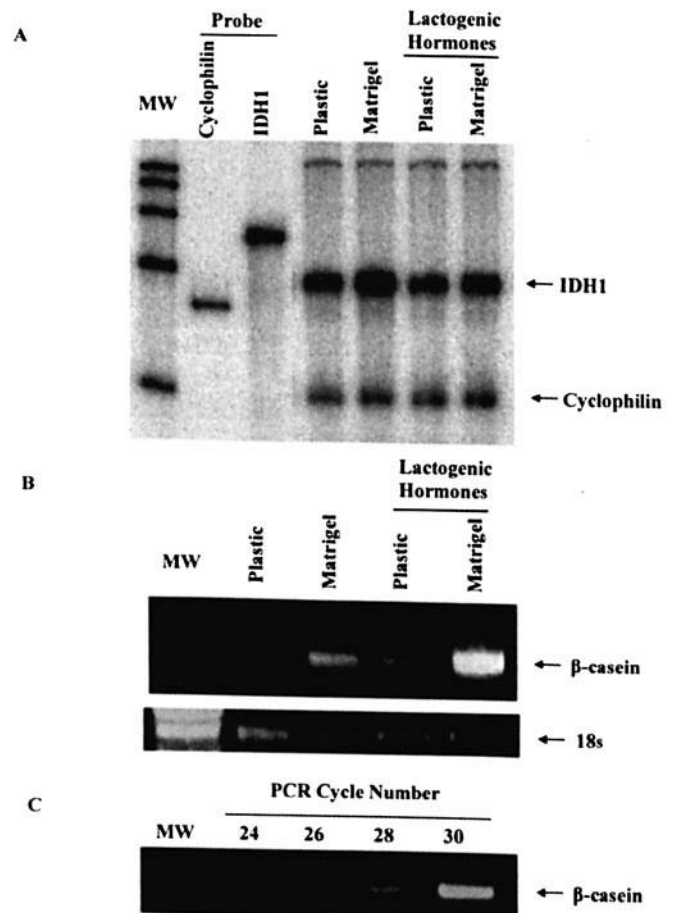 A
Probe
Lactogenic
Hormones
MW
Cyclophilin
IDH1
Plastic
Matrigel
Plastic
Matrigel
← IDH1
← Cyclophilin
B
Lactogenic
Hormones
MW
Plastic
Matrigel
Plastic
Matrigel
← β-casein
← 18s
C
PCR Cycle Number
MW 24 26 28 30
← β-casein